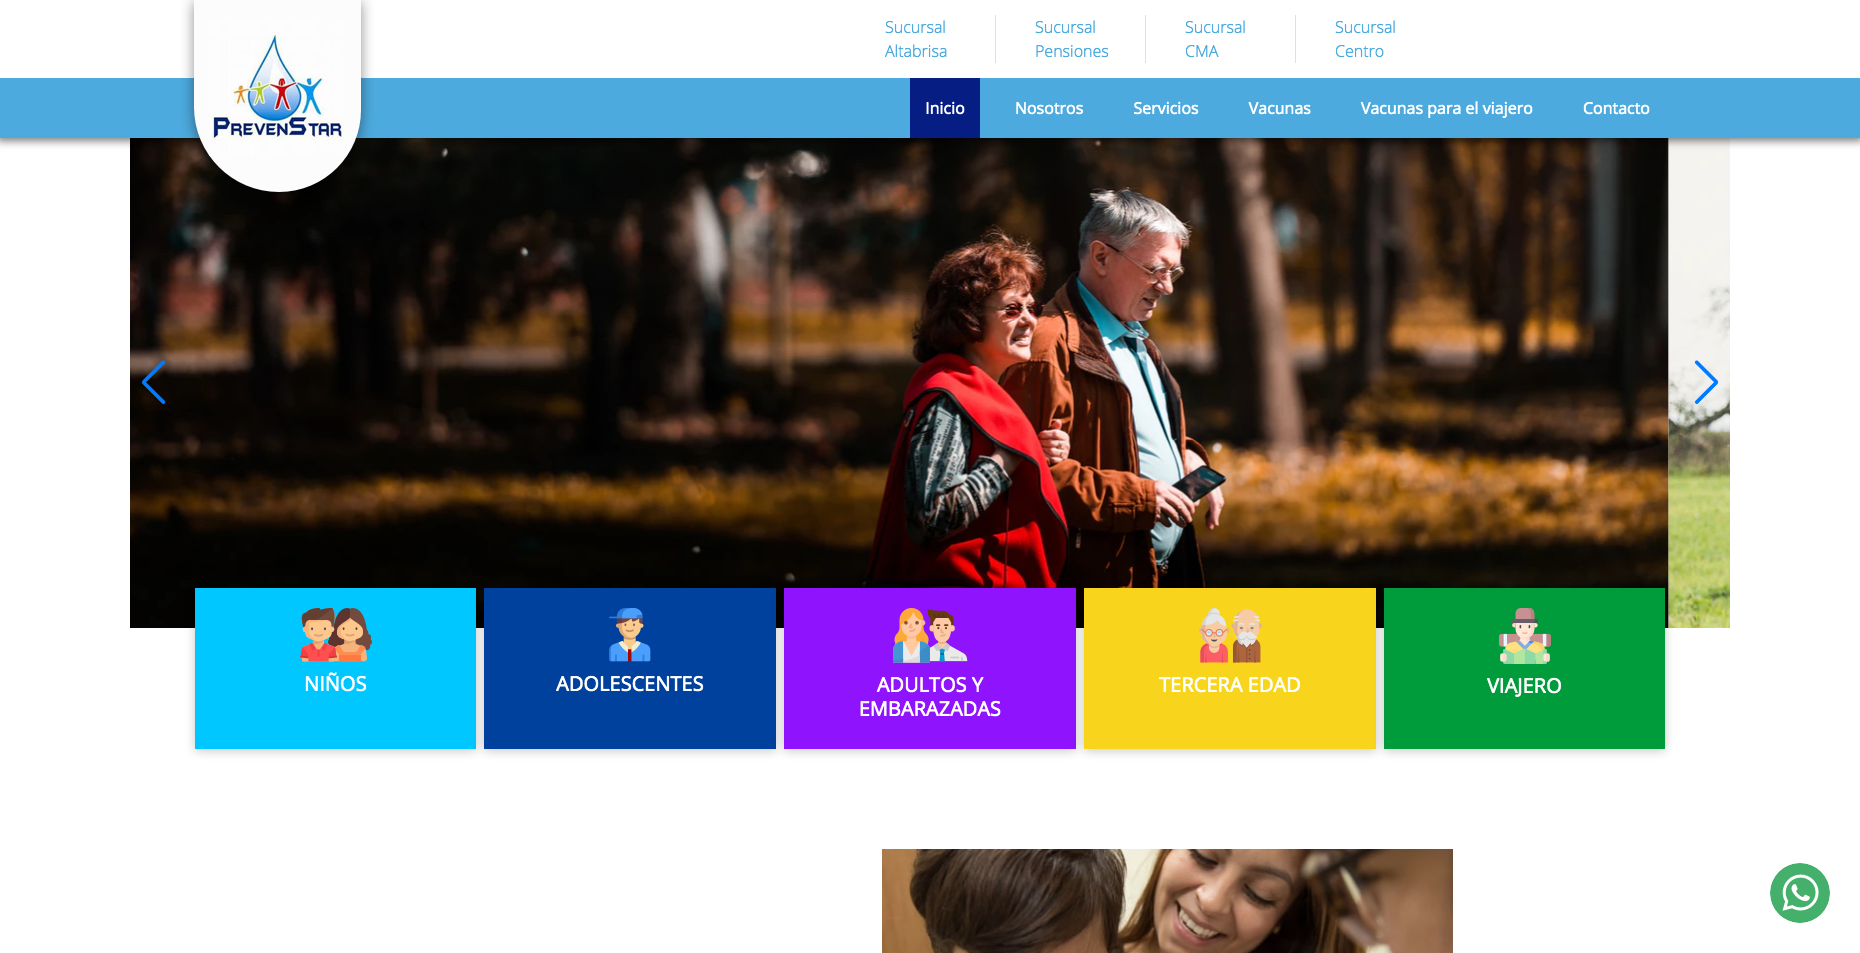 Sucursal
Altabrisa
Sucursal
Pensiones
Sucursal
CMA
Sucursal
Centro
PREVENSTAR
Inicio
Nosotros
Servicios
Vacunas
Vacunas para el viajero
Contacto
NIÑOS
ADOLESCENTES
ADULTOS Y
EMBARAZADAS
TERCERA EDAD
VIAJERO